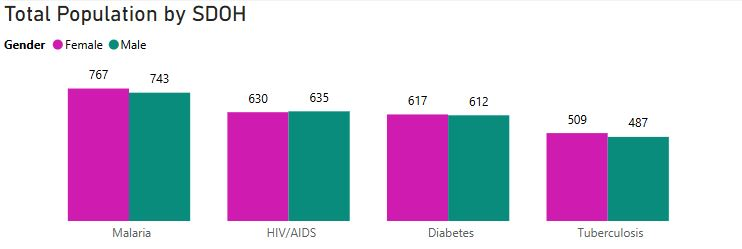 Total Population by SDOH
Gender Female Male
767 743 630 635 617 612 509 487
Malaria HIV/AIDS Diabetes Tuberculosis